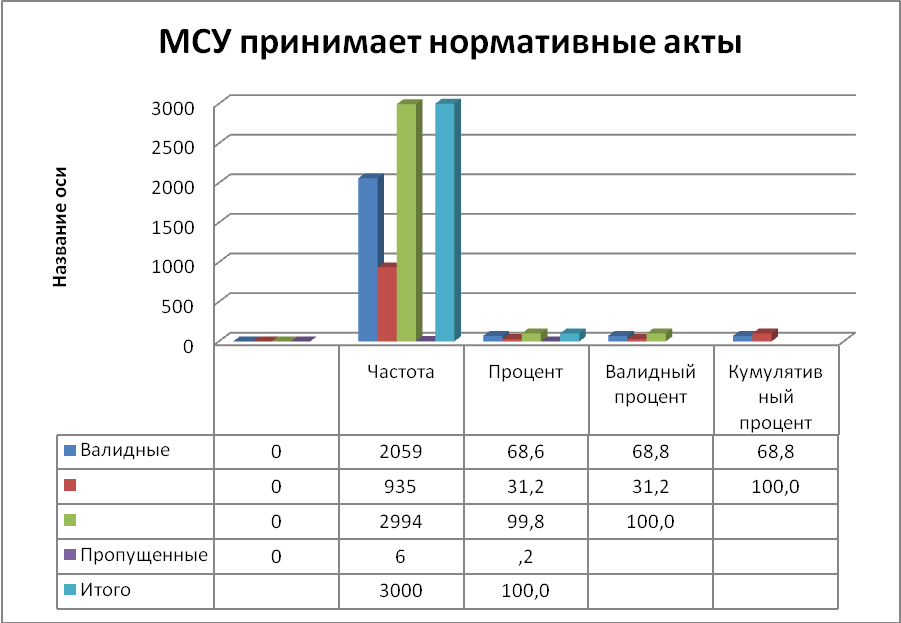 МСУ принимает нормативные акты
Название оси
3000
2500
2000
1500
1000
500
0
Частота Процент Валидный процент Кумулятив ный процент
Валидные 0 2059 68,6 68,8 68,8
0 935 31,2 31,2 100,0
0 2994 99,8 100,0
Пропущенные 0 6 ,2
Итого 3000 100,0